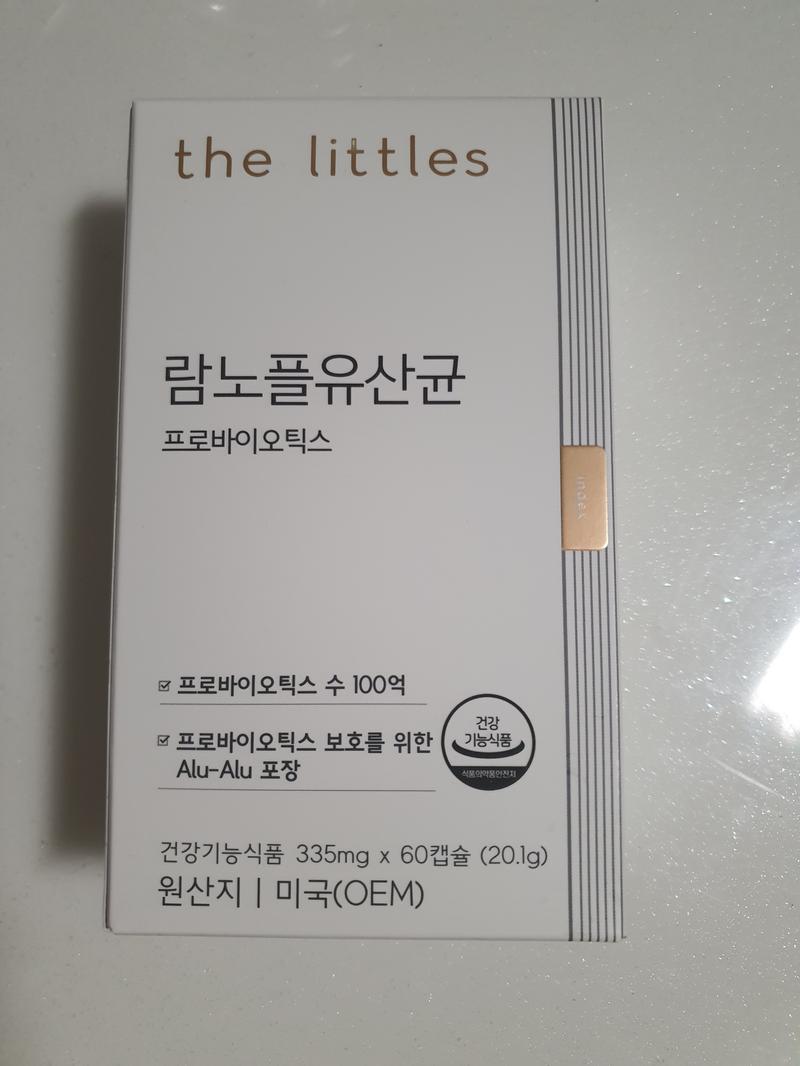 the littles
람노플유산균
프로바이오틱스
index
프로바이오틱스 수 100억
프로바이오틱스 보호를 위한
Alu-Alu 포장
건강
기능식품
식품의약품안전처
건강기능식품 335mg x 60캡슐 (20.1g)
원산지 | 미국(OEM)